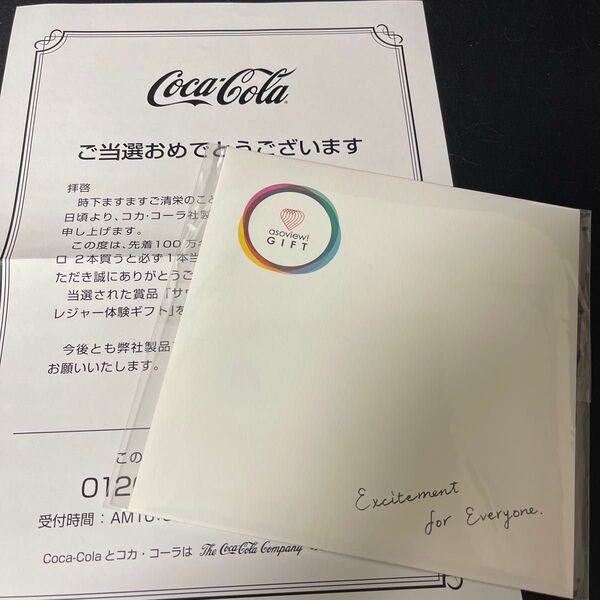 Coca-Cola
ご当選おめでとうございます
拝啓
時下ますますご清栄のこと
日頃より、コカ・コーラ社製
申し上げます。
この度は、先着100万名
ロ 2本買うと必ず1本当
ただき誠にありがとうご
当選された賞品「サマ
レジャー体験ギフト」を
今後とも弊社製品
お願いいたします。
この
0120
受付時間：AM10:
Coca-Colaとコカ・コーラは The Coca-Cola Company
asoview!
GIFT
Excitement
for Everyone.